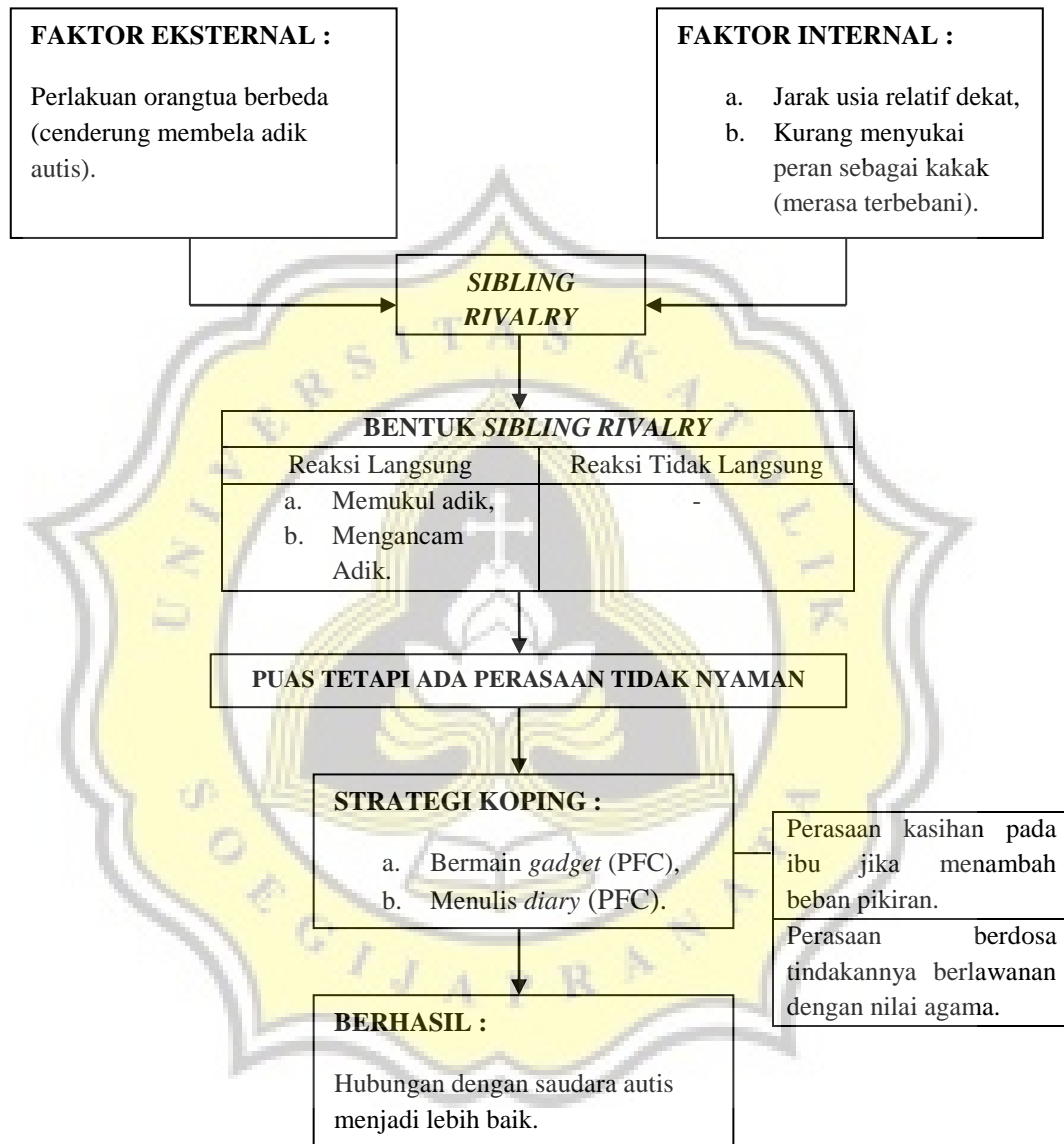 FAKTOR EKSTERNAL :
Perlakuan orangtua berbeda
(cenderung membela adik
autis).
FAKTOR INTERNAL :
a. Jarak usia relatif dekat,
b. Kurang menyukai
peran sebagai kakak
(merasa terbebani).
SIBLING
RIVALRY
BENTUK SIBLING RIVALRY
Reaksi Langsung
Reaksi Tidak Langsung
a. Memukul adik,
b. Mengancam
Adik.
-
PUAS TETAPI ADA PERASAAN TIDAK NYAMAN
STRATEGI KOPING :
a. Bermain gadget (PFC),
b. Menulis diary (PFC).
Perasaan kasihan pada
ibu jika menambah
beban pikiran.
Perasaan berdosa
tindakannya berlawanan
dengan nilai agama.
BERHASIL :
Hubungan dengan saudara autis
menjadi lebih baik.
UNIVERSITAS KATOLIK
SOEGIJAPRANATA